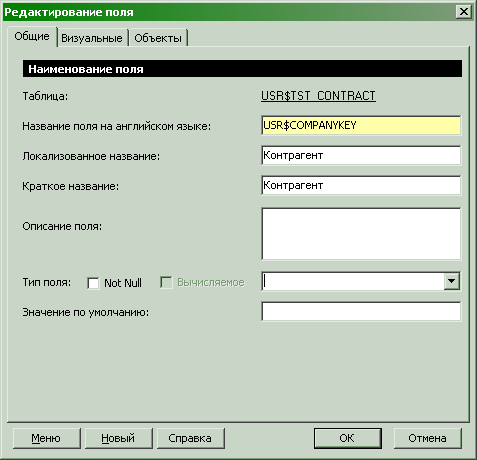 Редактирование поля
Общие Визуальные Объекты
Наименование поля
Таблица: USR$TST_CONTRACT
Название поля на английском языке: USR$COMPANYKEY
Локализованное название: Контрагент
Краткое название: Контрагент
Описание поля:
Тип поля: Not Null Вычисляемое
Значение по умолчанию:
Меню Новый Справка OK Отмена